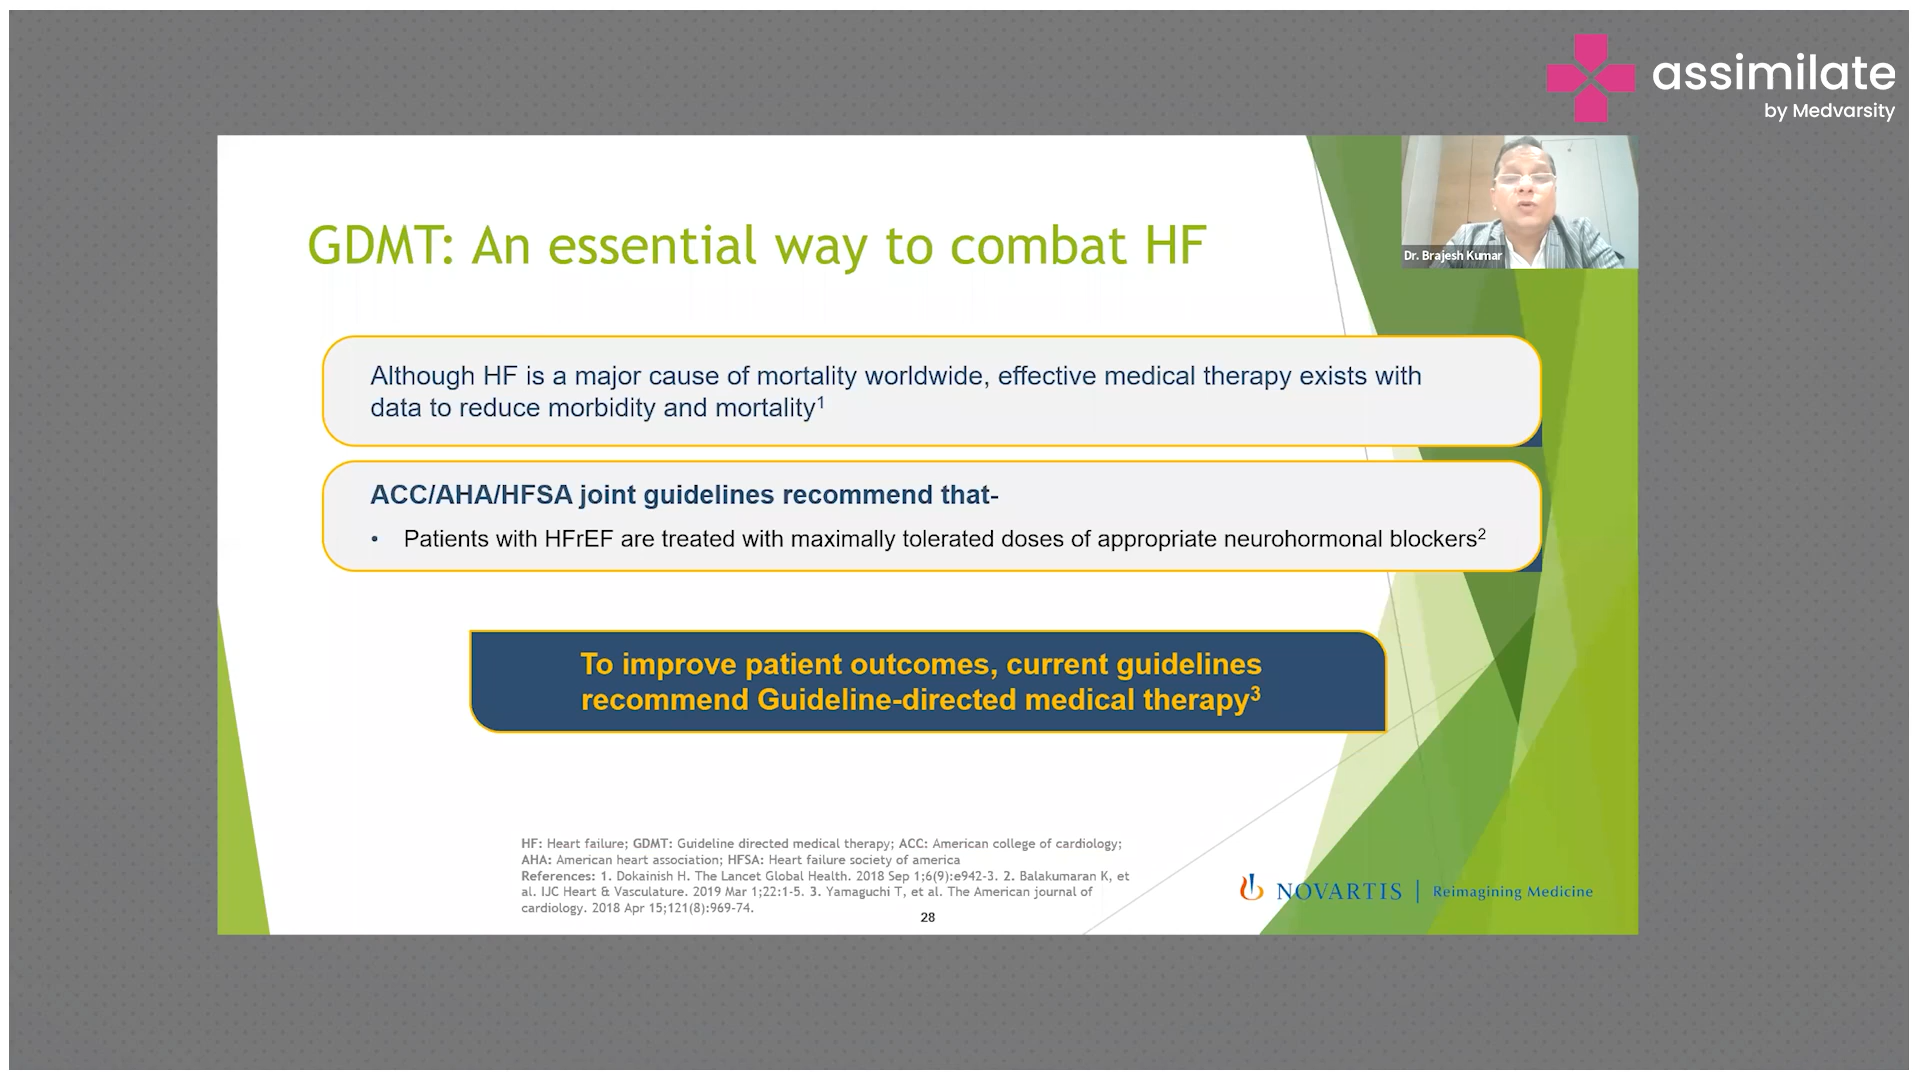 assimilate
by Medvarsity
Dr. Brajesh Kumar
GDMT: An essential way to combat HF
Although HF is a major cause of mortality worldwide, effective medical therapy exists with
data to reduce morbidity and mortality¹
ACC/AHA/HFSA joint guidelines recommend that-
• Patients with HFrEF are treated with maximally tolerated doses of appropriate neurohormonal blockers²
To improve patient outcomes, current guidelines
recommend Guideline-directed medical therapy³
HF: Heart failure; GDMT: Guideline directed medical therapy; ACC: American college of cardiology;
AHA: American heart association; HFSA: Heart failure society of america
References: 1. Dokainish H. The Lancet Global Health. 2018 Sep 1;6(9):e942-3. 2. Balakumaran K, et
al. IJC Heart & Vasculature. 2019 Mar 1;22:1-5. 3. Yamaguchi T, et al. The American journal of
cardiology. 2018 Apr 15;121(8):969-74.
28
NOVARTIS | Reimagining Medicine